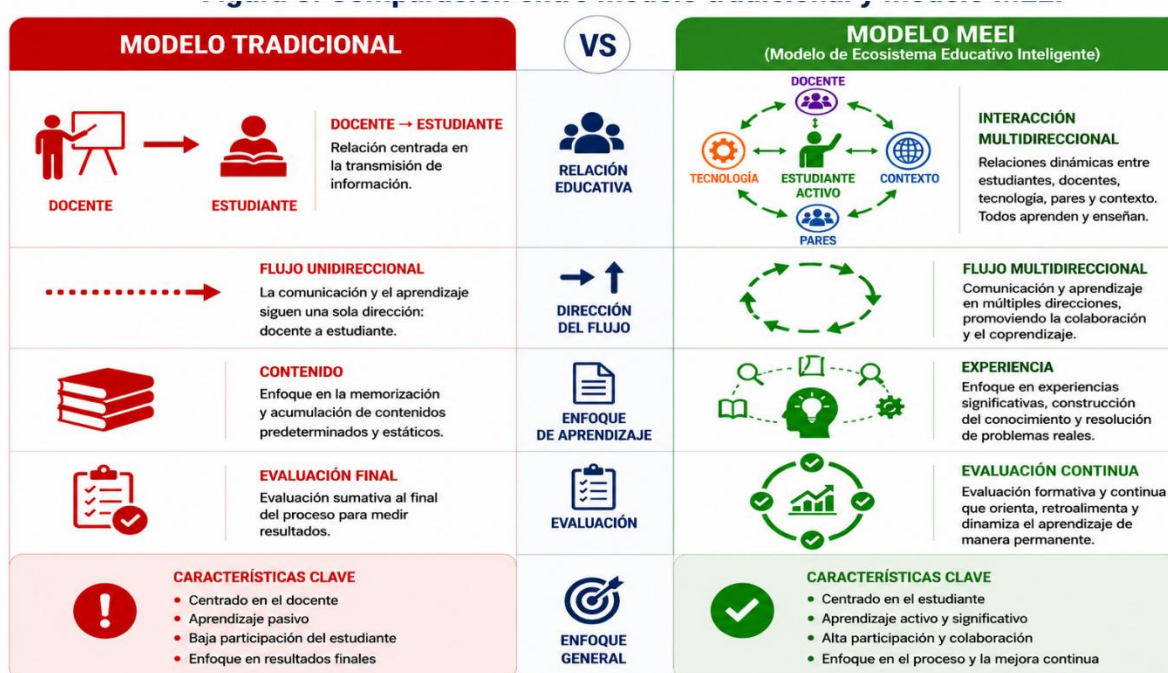 MODELO TRADICIONAL
VS
MODELO MEEI
(Modelo de Ecosistema Educativo Inteligente)
DOCENTE
ESTUDIANTE
DOCENTE → ESTUDIANTE
Relación centrada en
la transmisión de
información.
RELACIÓN
EDUCATIVA
DOCENTE
TECNOLOGÍA
ESTUDIANTE
ACTIVO
CONTEXTO
PARES
INTERACCIÓN
MULTIDIRECCIONAL
Relaciones dinámicas entre
estudiantes, docentes,
tecnología, pares y contexto.
Todos aprenden y enseñan.
FLUJO UNIDIRECCIONAL
La comunicación y el aprendizaje
siguen una sola dirección:
docente a estudiante.
DIRECCIÓN
DEL FLUJO
FLUJO MULTIDIRECCIONAL
Comunicación y aprendizaje
en múltiples direcciones,
promoviendo la colaboración
y el coprendizaje.
CONTENIDO
Enfoque en la memorización
y acumulación de contenidos
predeterminados y estáticos.
ENFOQUE
DE APRENDIZAJE
EXPERIENCIA
Enfoque en experiencias
significativas, construcción
del conocimiento y resolución
de problemas reales.
EVALUACIÓN FINAL
Evaluación sumativa al final
del proceso para medir
resultados.
EVALUACIÓN
EVALUACIÓN CONTINUA
Evaluación formativa y continua
que orienta, retroalimenta y
dinamiza el aprendizaje de
manera permanente.
CARACTERÍSTICAS CLAVE
• Centrado en el docente
• Aprendizaje pasivo
• Baja participación del estudiante
• Enfoque en resultados finales
ENFOQUE
GENERAL
CARACTERÍSTICAS CLAVE
• Centrado en el estudiante
• Aprendizaje activo y significativo
• Alta participación y colaboración
• Enfoque en el proceso y la mejora continua